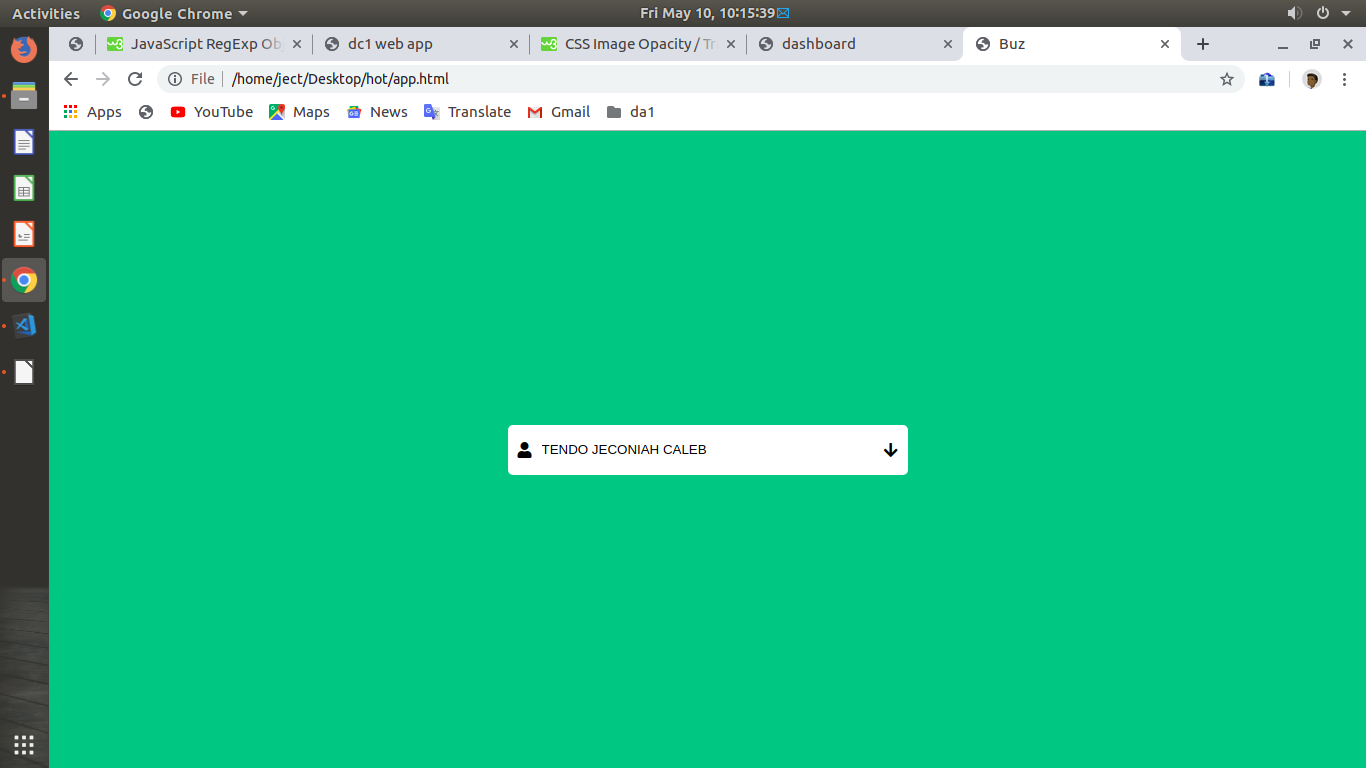 Activities Google Chrome Fri May 10, 10:15:39
JavaScript RegExp Ob dc1 web app CSS Image Opacity / Tr dashboard Buz
File /home/ject/Desktop/hot/app.html
Apps YouTube Maps News Translate Gmail da1
TENDO JECONIAH CALEB